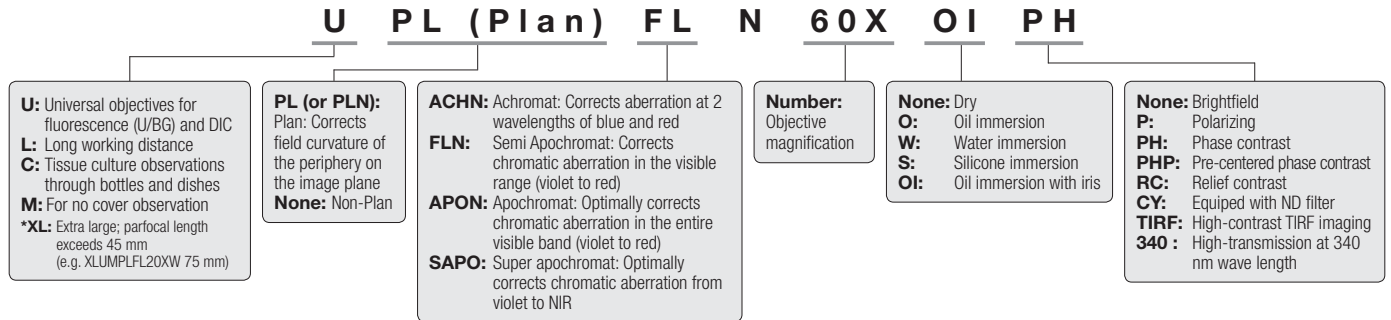 U PL (Plan) FL N 60X OI PH
U: Universal objectives for
fluorescence (U/BG) and DIC
L: Long working distance
C: Tissue culture observations
through bottles and dishes
M: For no cover observation
*XL: Extra large; parfocal length
exceeds 45 mm
(e.g. XLUMPLFL20XW 75 mm)
PL (or PLN):
Plan: Corrects
field curvature of
the periphery on
the image plane
None: Non-Plan
ACHN: Achromat: Corrects aberration at 2
wavelengths of blue and red
FLN: Semi Apochromat: Corrects
chromatic aberration in the visible
range (violet to red)
APON: Apochromat: Optimally corrects
chromatic aberration in the entire
visible band (violet to red)
SAPO: Super apochromat: Optimally
corrects chromatic aberration from
violet to NIR
Number:
Objective
magnification
None: Dry
O: Oil immersion
W: Water immersion
S: Silicone immersion
OI: Oil immersion with iris
None: Brightfield
P: Polarizing
PH: Phase contrast
PHP: Pre-centered phase contrast
RC: Relief contrast
CY: Equiped with ND filter
TIRF: High-contrast TIRF imaging
340 : High-transmission at 340
nm wave length